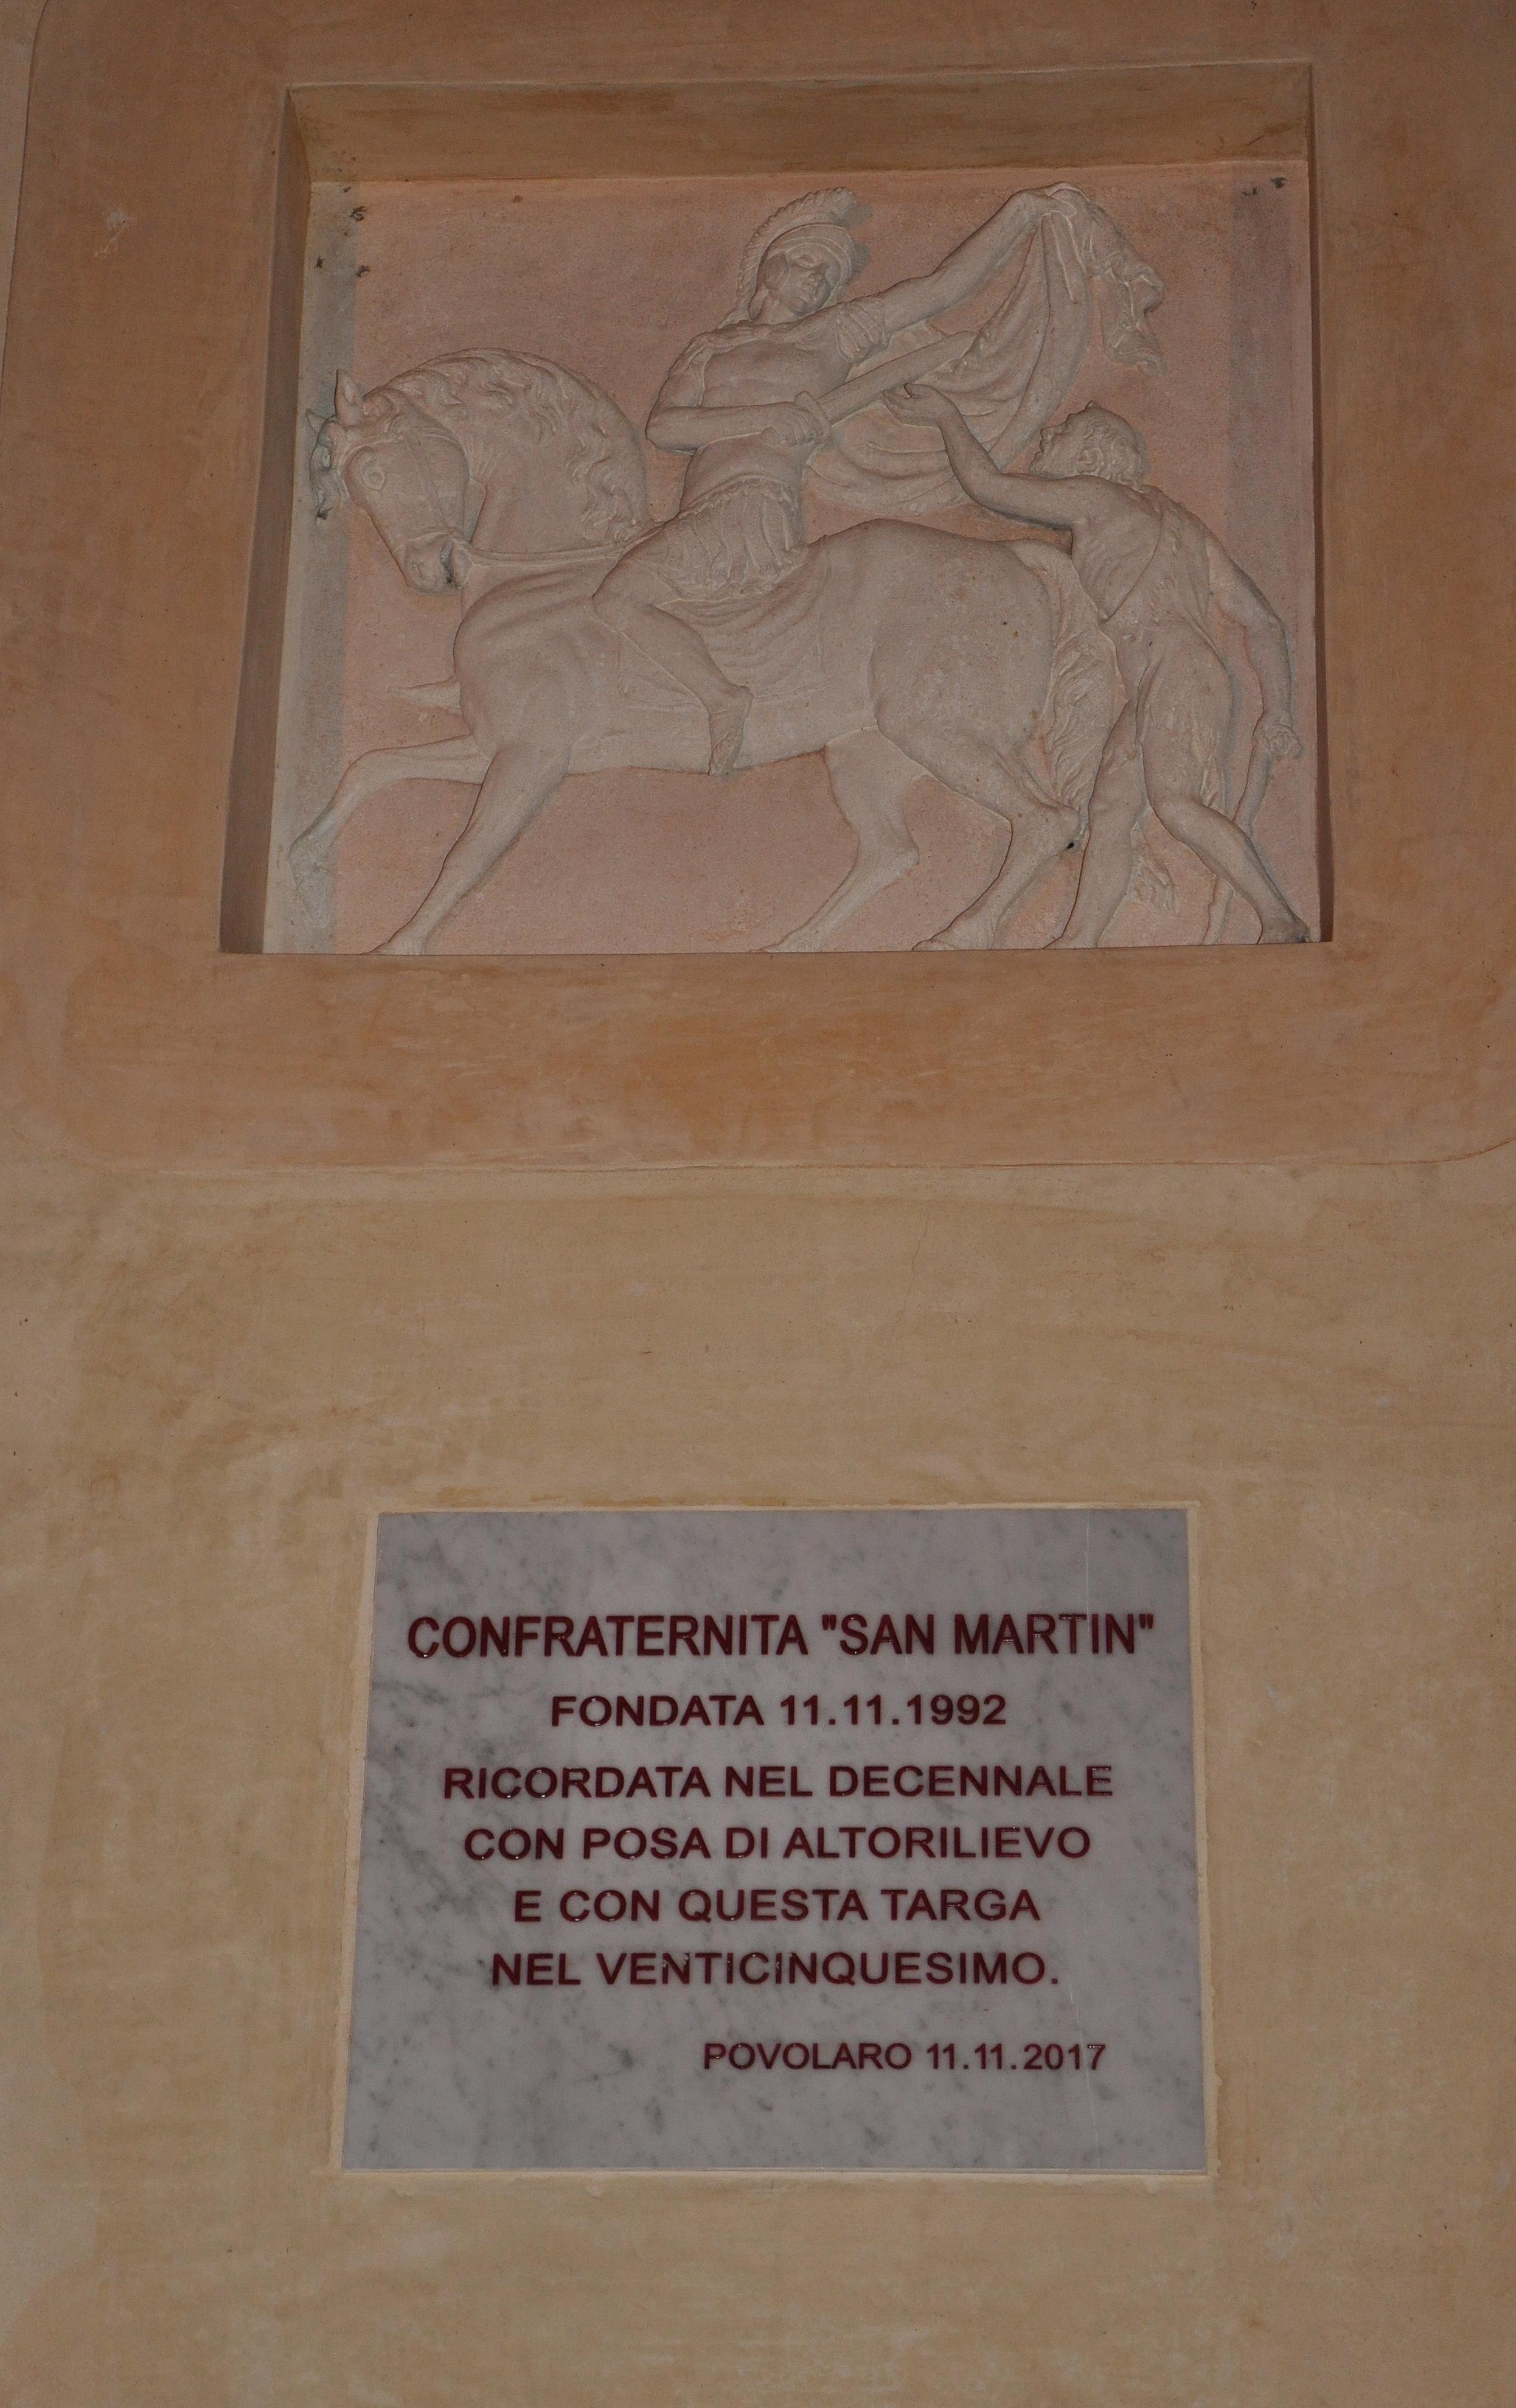 CONFRATERNITA "SAN MARTIN"
FONDATA 11.11.1992
RICORDATA NEL DECENNALE
CON POSA DI ALTORILIEVO
E CON QUESTA TARGA
NEL VENTICINQUESIMO.
POVOLARO 11.11.2017